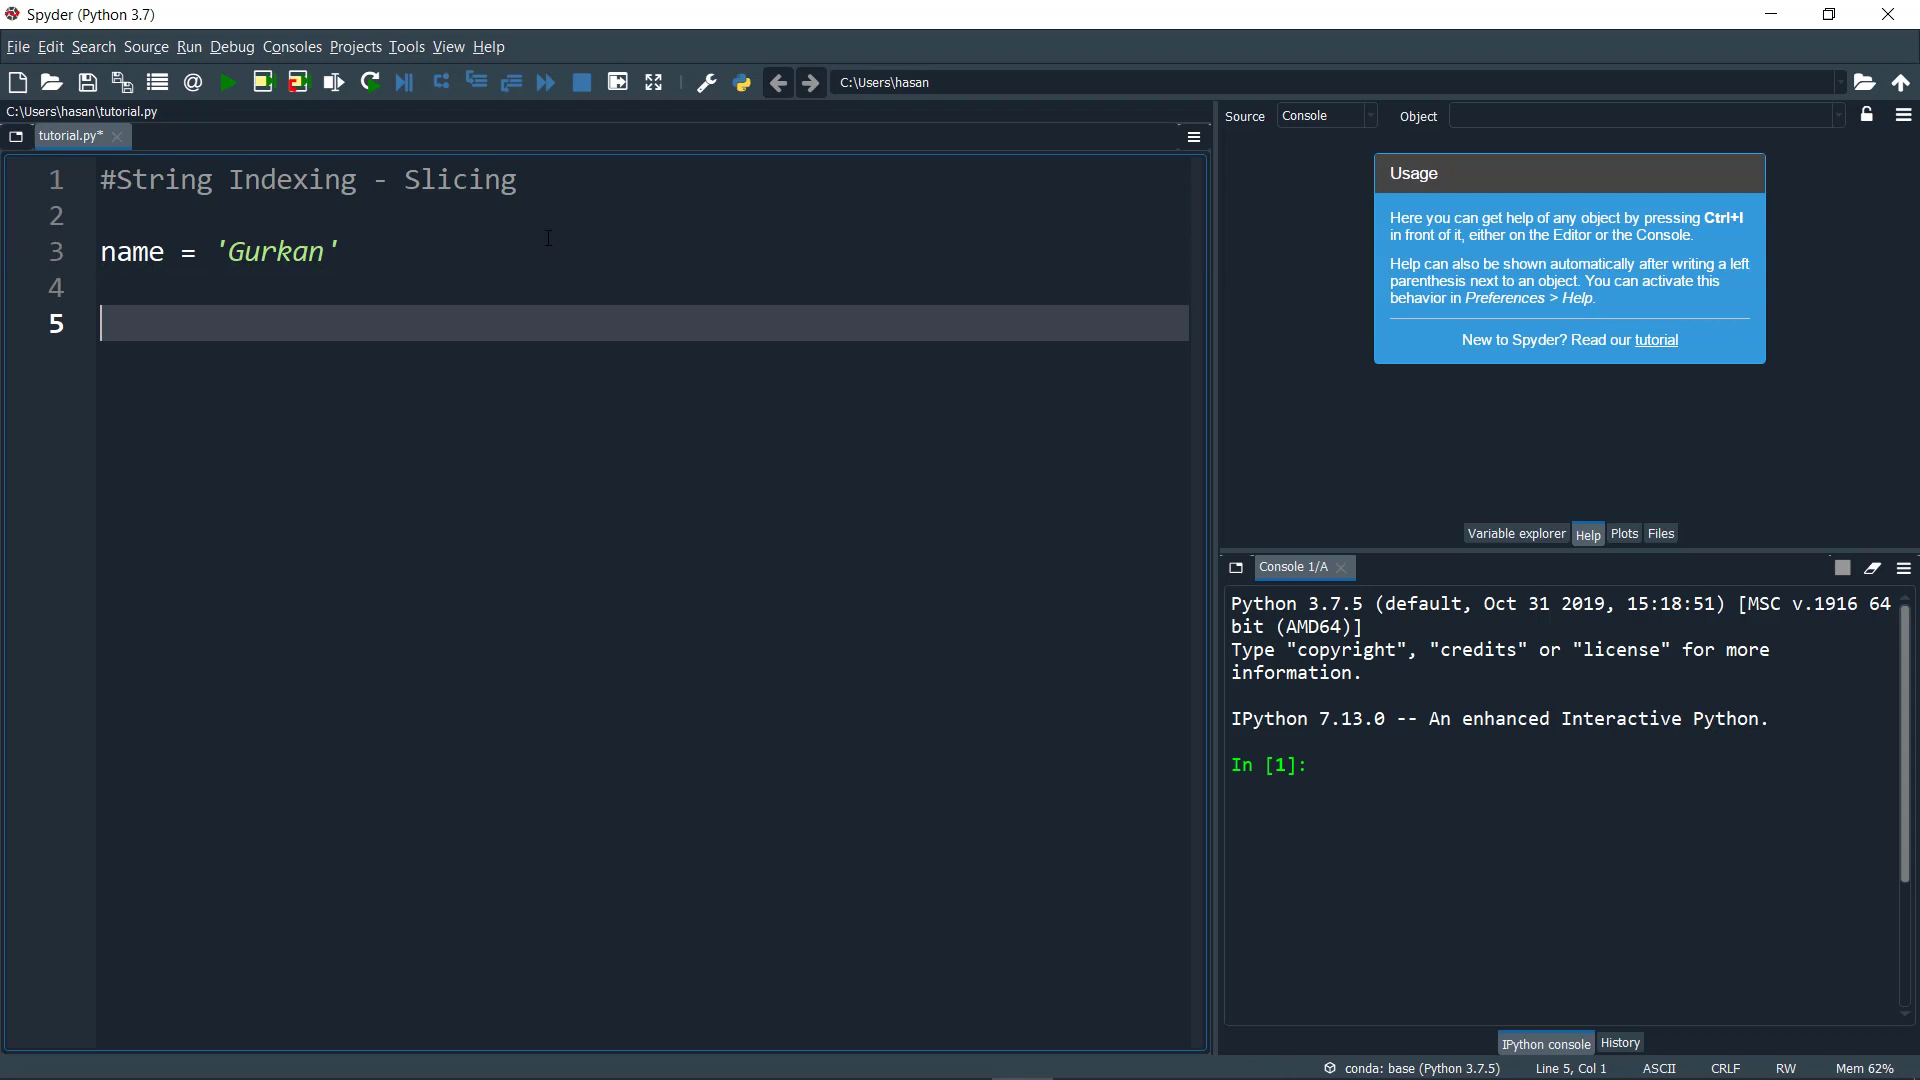 Spyder (Python 3.7)
File Edit Search Source Run Debug Consoles Projects Tools View Help
C:\Users\hasan
C:\Users\hasan\tutorial.py
tutorial.py*
1 #String Indexing - Slicing
2
3 name = 'Gurkan'
4
5
Source Console Object
Usage
Here you can get help of any object by pressing Ctrl+I
in front of it, either on the Editor or the Console.
Help can also be shown automatically after writing a left
parenthesis next to an object. You can activate this
behavior in Preferences > Help.
New to Spyder? Read our tutorial
Variable explorer Help Plots Files
Console 1/A
Python 3.7.5 (default, Oct 31 2019, 15:18:51) [MSC v.1916 64
bit (AMD64)]
Type "copyright", "credits" or "license" for more
information.
IPython 7.13.0 -- An enhanced Interactive Python.
In [1]:
IPython console History
conda: base (Python 3.7.5) Line 5, Col 1 ASCII CRLF RW Mem 62%